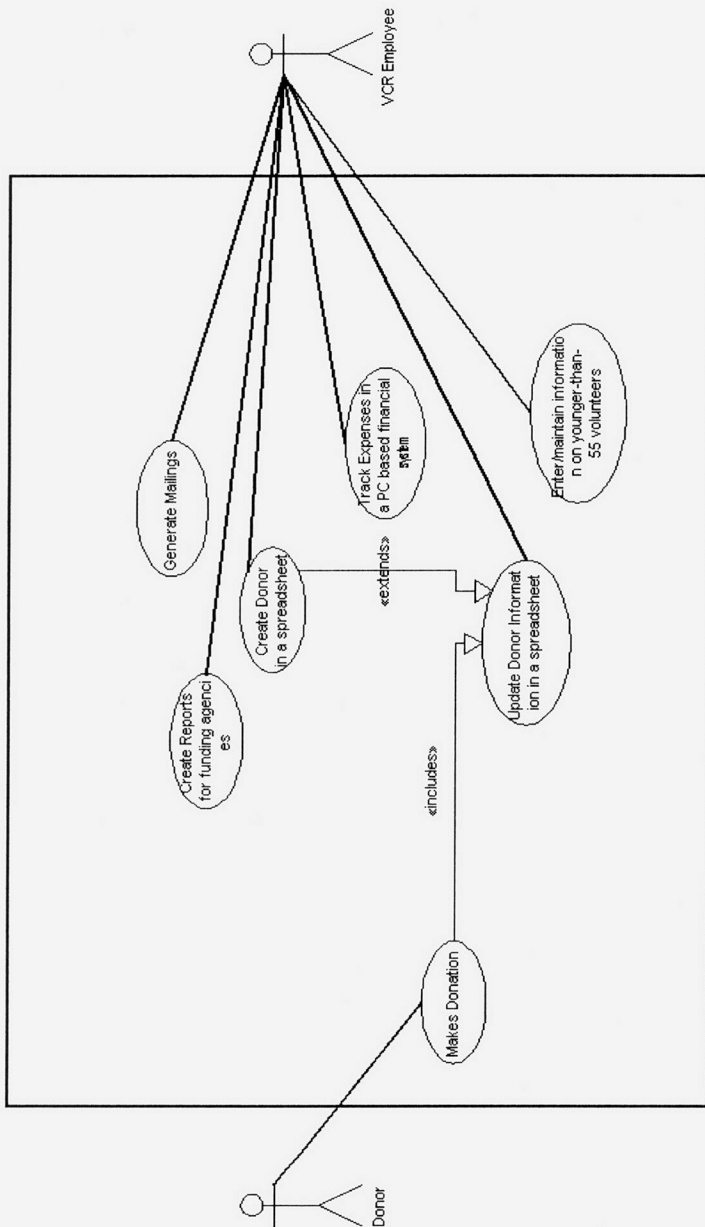 VCR Employee
Generate Mailings
Create Reports
for funding agenci
es
Create Donor
in a spreadsheet
Track Expenses in
a PC based financial
system
«extends»
Enter/maintain informatio
n on younger-than-
55 volunteers
Update Donor Informat
ion in a spreadsheet
«includes»
Makes Donation
Donor